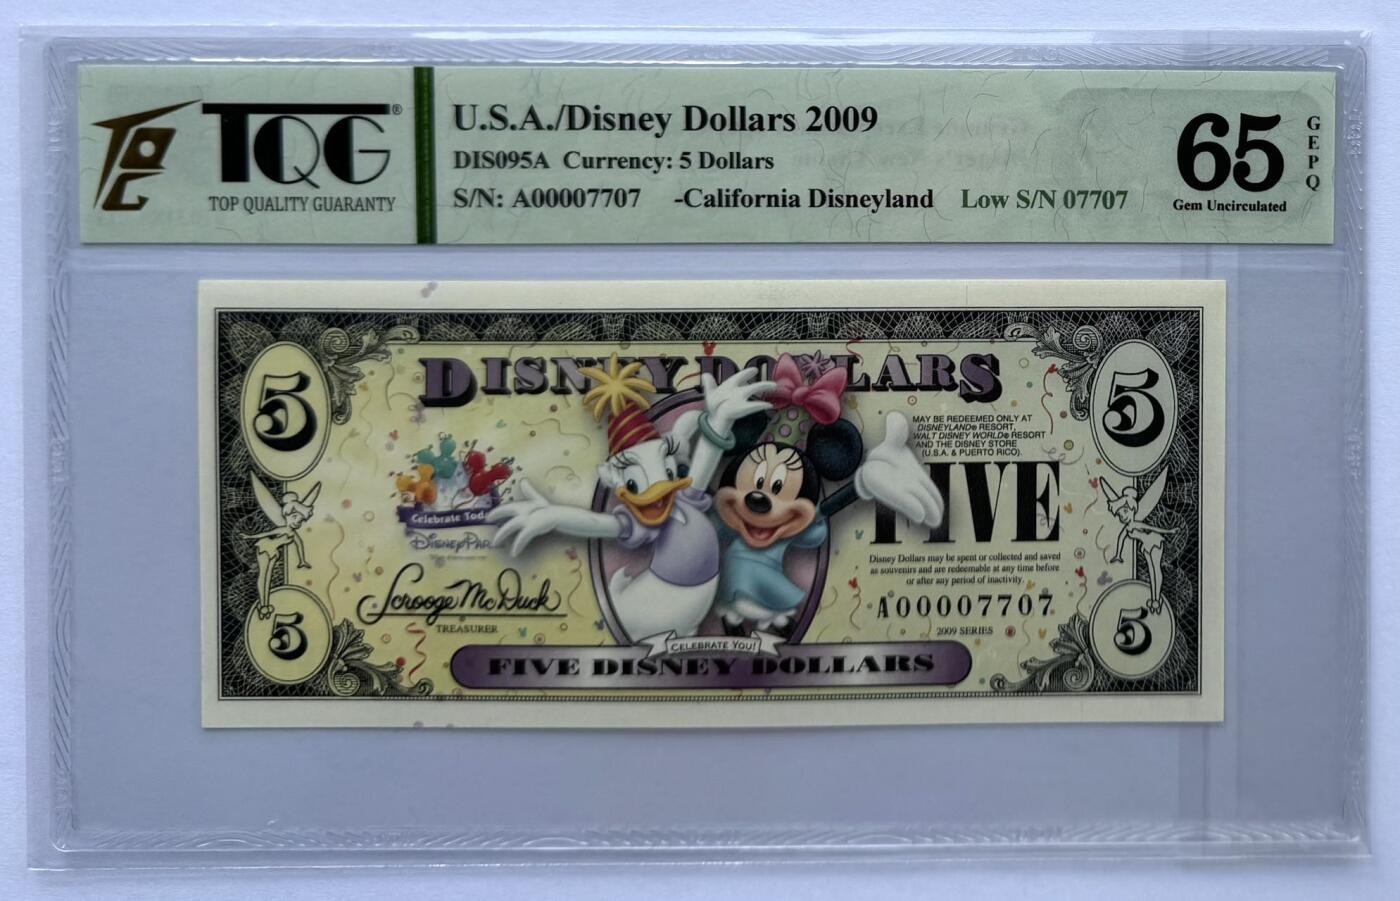 TQG®
TOP QUALITY GUARANTY
U.S.A./Disney Dollars 2009
DIS095A Currency: 5 Dollars
S/N: A00007707 -California Disneyland Low S/N 07707
65
GEPQ
Gem Uncirculated
DISNEY DOLLARS
5
5
MAY BE REDEEMED ONLY AT
DISNEYLAND® RESORT,
WALT DISNEY WORLD® RESORT
AND THE DISNEY STORE
(U.S.A. & PUERTO RICO).
FIVE
Celebrate Tod
DISNEY PAR
Disney Dollars may be spent or collected and saved
as souvenirs and are redeemable at any time before
or after any period of inactivity.
Scrooge McDuck
TREASURER
A00007707
2009 SERIES
5
5
CELEBRATE YOU!
FIVE DISNEY DOLLARS